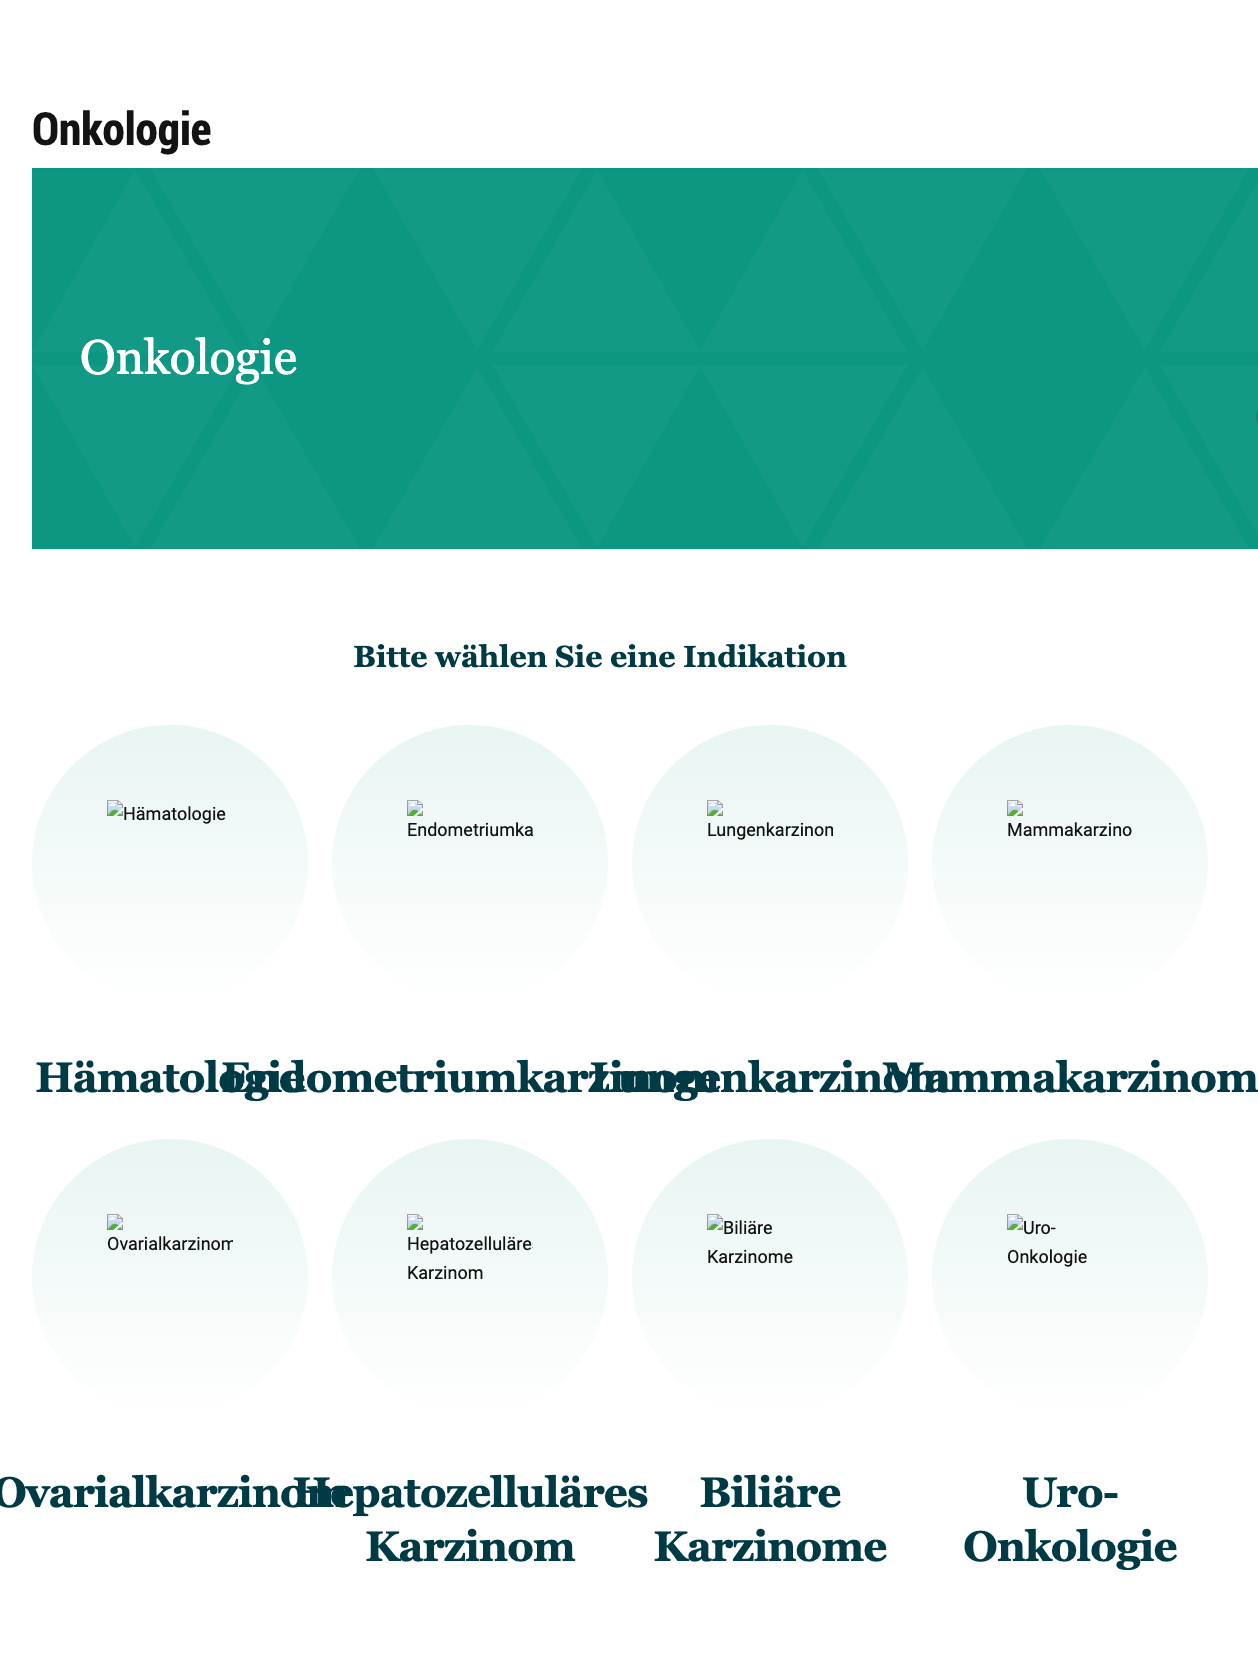 Onkologie
Onkologie
Bitte wählen Sie eine Indikation
Hämatologie
Endometriumka
Lungenkarzinon
Mammakarzino
Hämatologie
Endometriumkarzinom
Lungenkarzinom
Mammakarzinom
Ovarialkarzinom
Hepatozelluläre
Karzinom
Biliäre
Karzinome
Uro-
Onkologie
Ovarialkarzinom
Hepatozelluläres
Karzinom
Biliäre
Karzinome
Uro-
Onkologie